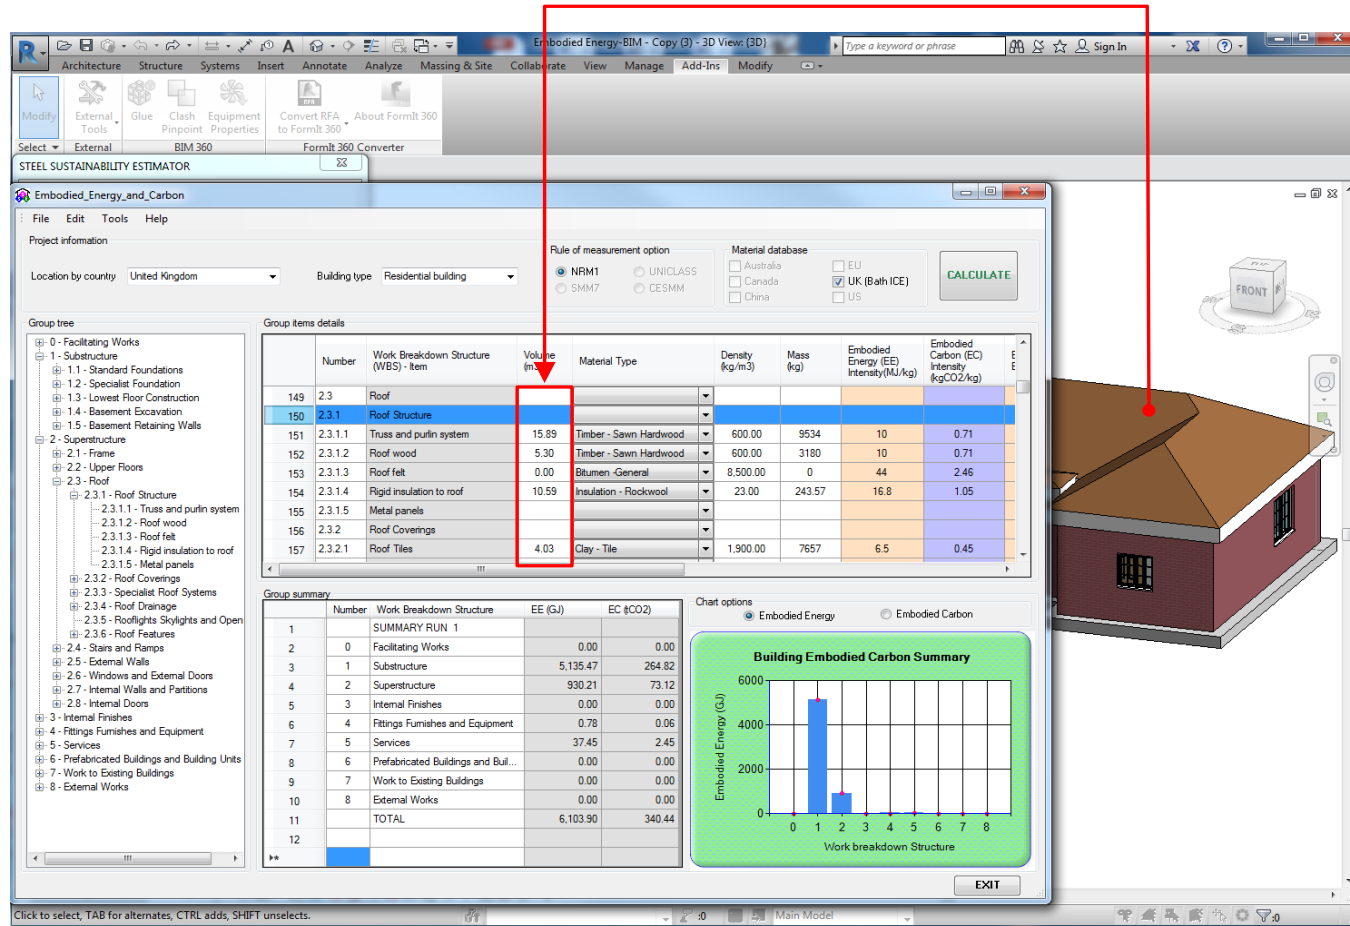 Embodied Energy-BIM - Copy (3) - 3D View: {3D}
Type a keyword or phrase
Sign In
Architecture Structure Systems Insert Annotate Analyze Massing & Site Collaborate View Manage Add-Ins Modify
Modify
External Tools
Glue
Clash Pinpoint
Equipment Properties
Convert RFA to FormIt 360
About FormIt 360
Select External BIM 360 FormIt 360 Converter
STEEL SUSTAINABILITY ESTIMATOR
Embodied_Energy_and_Carbon
File Edit Tools Help
Project information
Location by country United Kingdom
Building type Residential building
Rule of measurement option
NRM1 UNICLASS
SMM7 CESMM
Material database
Australia EU
Canada UK (Bath ICE)
China US
CALCULATE
FRONT
Group tree
0 - Facilitating Works
1 - Substructure
1.1 - Standard Foundations
1.2 - Specialist Foundation
1.3 - Lowest Floor Construction
1.4 - Basement Excavation
1.5 - Basement Retaining Walls
2 - Superstructure
2.1 - Frame
2.2 - Upper Floors
2.3 - Roof
2.3.1 - Roof Structure
2.3.1.1 - Truss and purlin system
2.3.1.2 - Roof wood
2.3.1.3 - Roof felt
2.3.1.4 - Rigid insulation to roof
2.3.1.5 - Metal panels
2.3.2 - Roof Coverings
2.3.3 - Specialist Roof Systems
2.3.4 - Roof Drainage
2.3.5 - Rooflights Skylights and Open
2.3.6 - Roof Features
2.4 - Stairs and Ramps
2.5 - External Walls
2.6 - Windows and External Doors
2.7 - Internal Walls and Partitions
2.8 - Internal Doors
3 - Internal Finishes
4 - Fittings Furnishes and Equipment
5 - Services
6 - Prefabricated Buildings and Building Units
7 - Work to Existing Buildings
8 - External Works
Group items details
Number Work Breakdown Structure (WBS) - Item Material Type Density (kg/m3) Mass (kg) Embodied Energy (EE) Intensity(MJ/kg) Embodied Carbon (EC) Intensity (kgCO2/kg)
149 2.3 Roof
150 2.3.1 Roof Structure
151 2.3.1.1 Truss and purlin system 15.89 Timber - Sawn Hardwood 600.00 9534 10 0.71
152 2.3.1.2 Roof wood 5.30 Timber - Sawn Hardwood 600.00 3180 10 0.71
153 2.3.1.3 Roof felt 0.00 Bitumen -General 8,500.00 0 44 2.46
154 2.3.1.4 Rigid insulation to roof 10.59 Insulation - Rockwool 23.00 243.57 16.8 1.05
155 2.3.1.5 Metal panels
156 2.3.2 Roof Coverings
157 2.3.2.1 Roof Tiles 4.03 Clay - Tile 1,900.00 7657 6.5 0.45
Group summary
Number Work Breakdown Structure EE (GJ) EC (tCO2)
1 SUMMARY RUN 1
2 0 Facilitating Works 0.00 0.00
3 1 Substructure 5,135.47 264.82
4 2 Superstructure 930.21 73.12
5 3 Internal Finishes 0.00 0.00
6 4 Fittings Furnishes and Equipment 0.78 0.06
7 5 Services 37.45 2.45
8 6 Prefabricated Buildings and Buil... 0.00 0.00
9 7 Work to Existing Buildings 0.00 0.00
10 8 External Works 0.00 0.00
11 TOTAL 6,103.90 340.44
12
Chart options
Embodied Energy Embodied Carbon
Building Embodied Carbon Summary
Embodied Energy (GJ)
6000
4000
2000
0
0 1 2 3 4 5 6 7 8
Work breakdown Structure
EXIT
Click to select, TAB for alternates, CTRL adds, SHIFT unselects.
:0
Main Model
:0